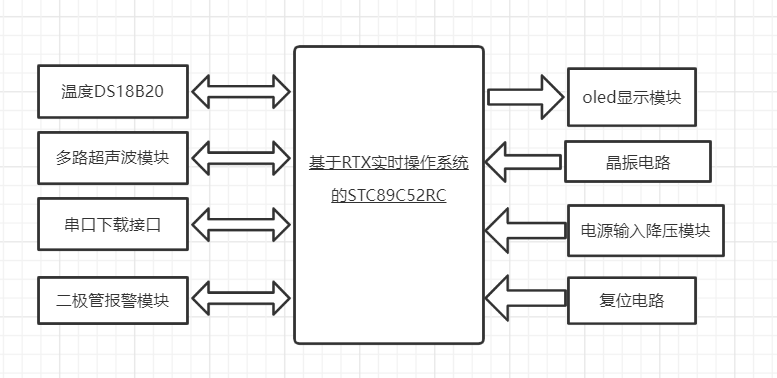 温度DS18B20
多路超声波模块
串口下载接口
二极管报警模块
基于RTX实时操作系统
的STC89C52RC
oled显示模块
晶振电路
电源输入降压模块
复位电路